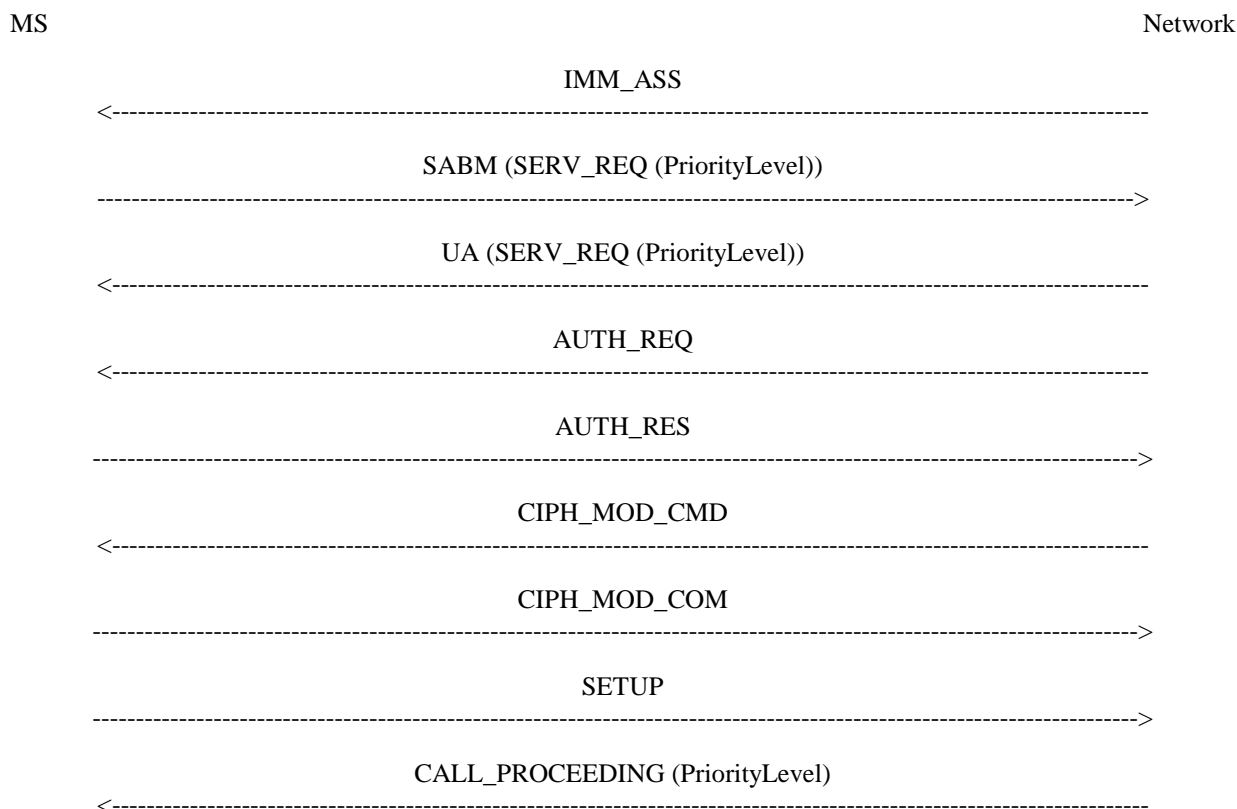 MS Network
IMM_ASS
SABM (SERV_REQ (PriorityLevel))
UA (SERV_REQ (PriorityLevel))
AUTH_REQ
AUTH_RES
CIPH_MOD_CMD
CIPH_MOD_COM
SETUP
CALL_PROCEEDING (PriorityLevel)